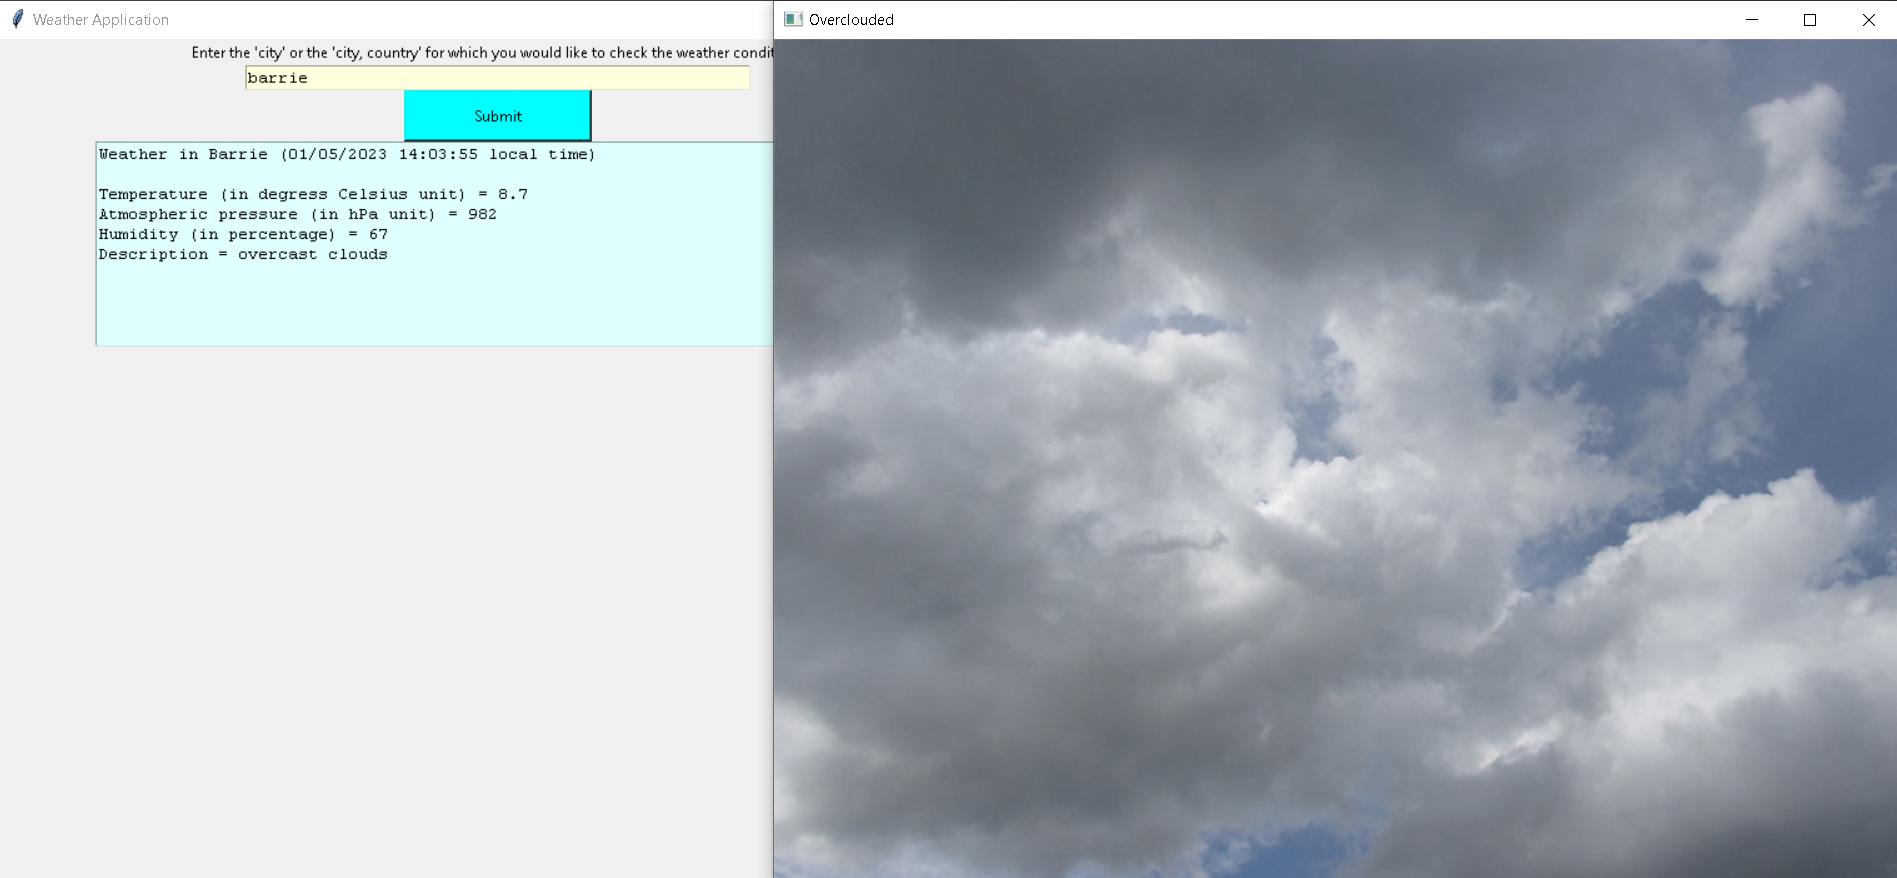 Weather Application
Enter the 'city' or the 'city, country' for which you would like to check the weather
barrie
Submit
Weather in Barrie (01/05/2023 14:03:55 local time)
Temperature (in degress Celsius unit) = 8.7
Atmospheric pressure (in hPa unit) = 982
Humidity (in percentage) = 67
Description = overcast clouds
Overclouded